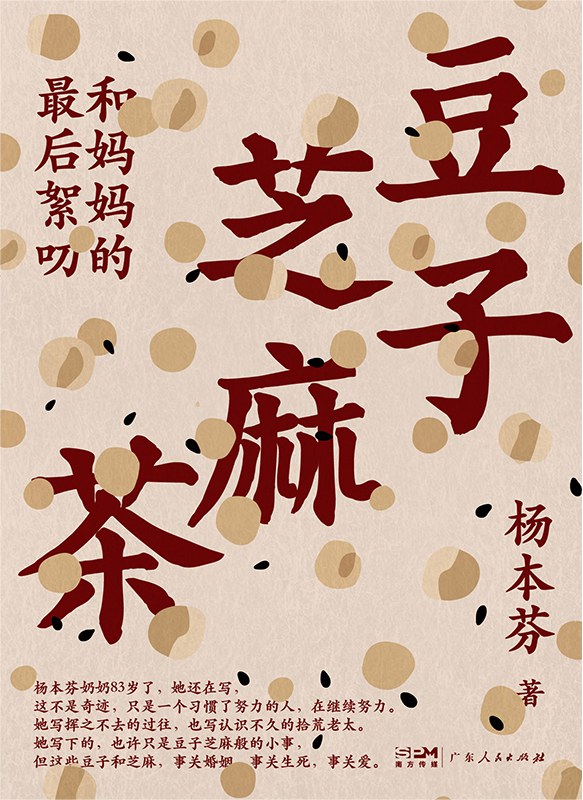 豆子
芝麻
茶
和妈妈的
最后絮叨
杨本芬 著
杨本芬奶奶83岁了，她还在写，
这不是奇迹，只是一个习惯了努力的人，在继续努力。
她写挥之不去的过往，也写认识不久的拾荒老太。
她写下的，也许只是豆子芝麻般的小事，
但这些豆子和芝麻，事关婚姻，事关生死，事关爱。
SPM
南方传媒
广东人民出版社